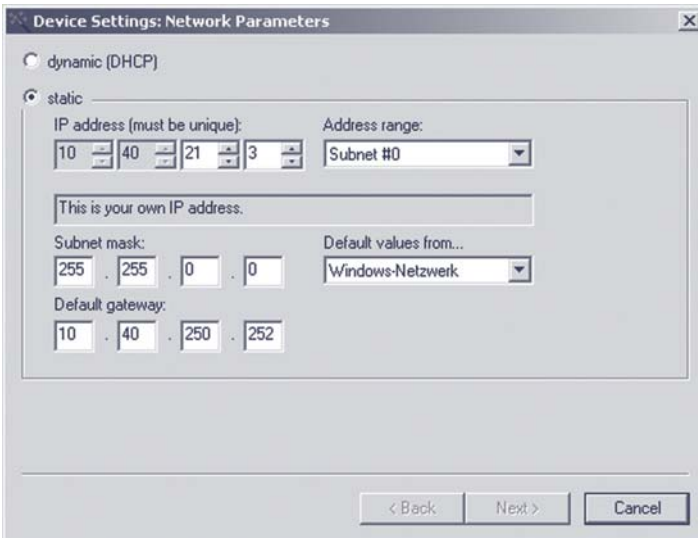 Device Settings: Network Parameters
dynamic (DHCP)
static
IP address (must be unique): Address range:
10 40 21 3 Subnet #0
This is your own IP address.
Subnet mask: Default values from...
255 . 255 . 0 . 0 Windows-Netzwerk
Default gateway:
10 . 40 . 250 . 252
< Back Next > Cancel